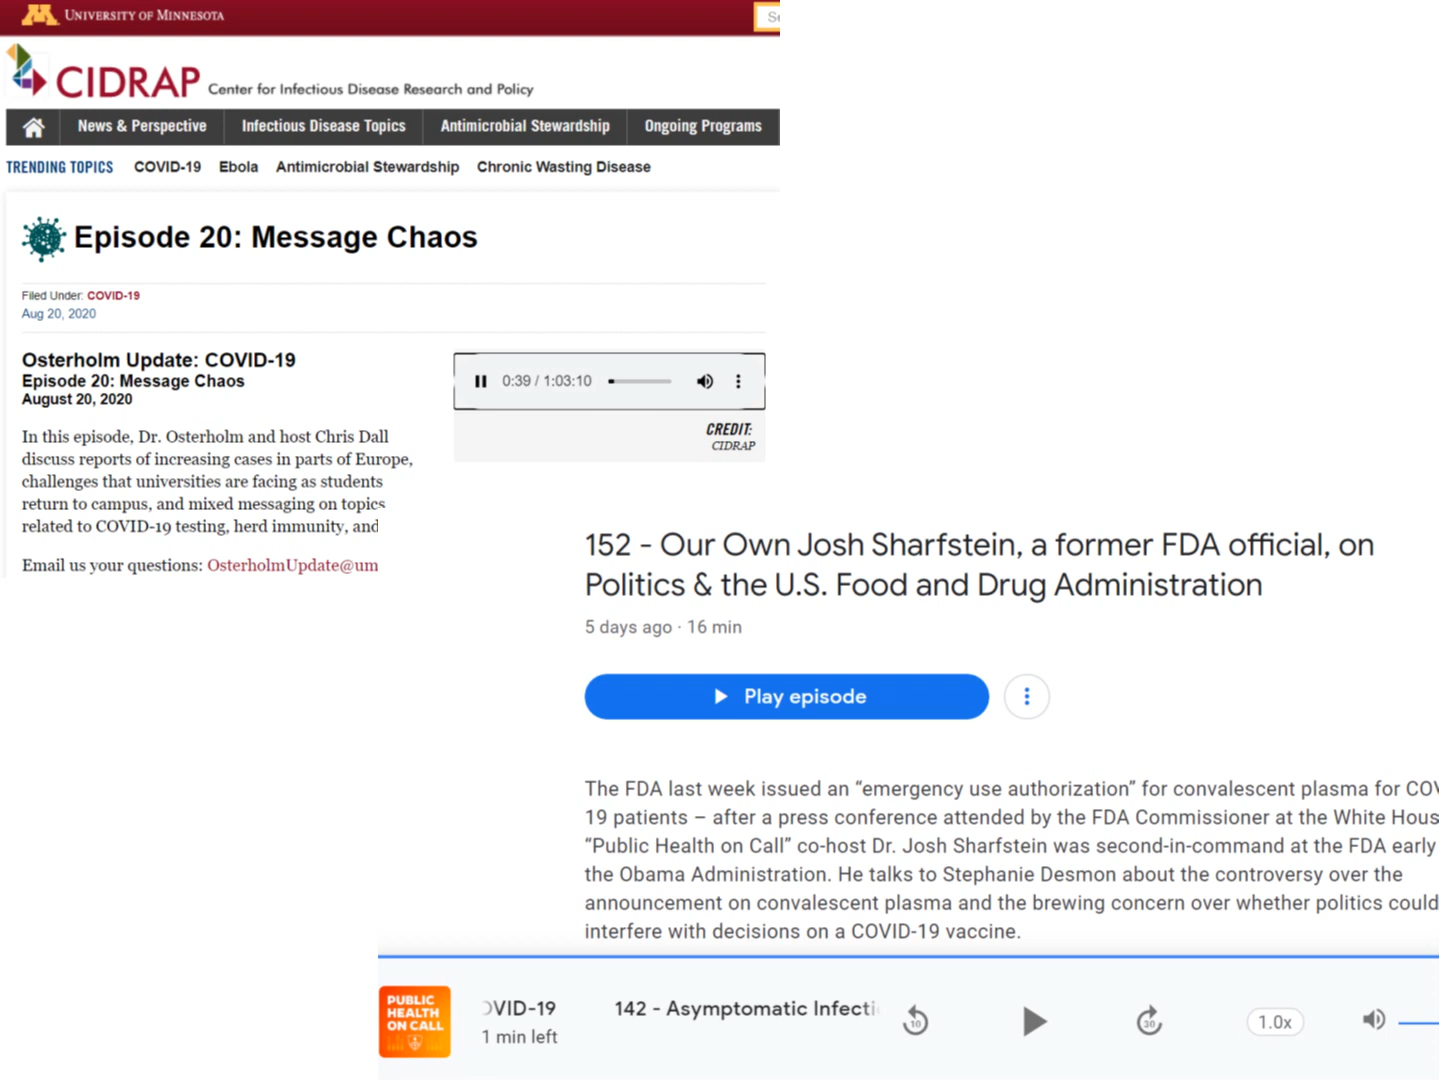 UNIVERSITY OF MINNESOTA
CIDRAP Center for Infectious Disease Research and Policy
News & Perspective Infectious Disease Topics Antimicrobial Stewardship Ongoing Programs
TRENDING TOPICS COVID-19 Ebola Antimicrobial Stewardship Chronic Wasting Disease
Episode 20: Message Chaos
Filed Under: COVID-19
Aug 20, 2020
Osterholm Update: COVID-19
Episode 20: Message Chaos
August 20, 2020
0:39 / 1:03:10
CREDIT:
CIDRAP
In this episode, Dr. Osterholm and host Chris Dall
discuss reports of increasing cases in parts of Europe,
challenges that universities are facing as students
return to campus, and mixed messaging on topics
related to COVID-19 testing, herd immunity, and
Email us your questions: OsterholmUpdate@um
152 - Our Own Josh Sharfstein, a former FDA official, on
Politics & the U.S. Food and Drug Administration
5 days ago · 16 min
Play episode
The FDA last week issued an “emergency use authorization” for convalescent plasma for COV
19 patients – after a press conference attended by the FDA Commissioner at the White Hous
“Public Health on Call” co-host Dr. Josh Sharfstein was second-in-command at the FDA early
the Obama Administration. He talks to Stephanie Desmon about the controversy over the
announcement on convalescent plasma and the brewing concern over whether politics could
interfere with decisions on a COVID-19 vaccine.
PUBLIC
HEALTH
ON CALL
OVID-19 142 - Asymptomatic Infecti
1 min left
10
30
1.0x